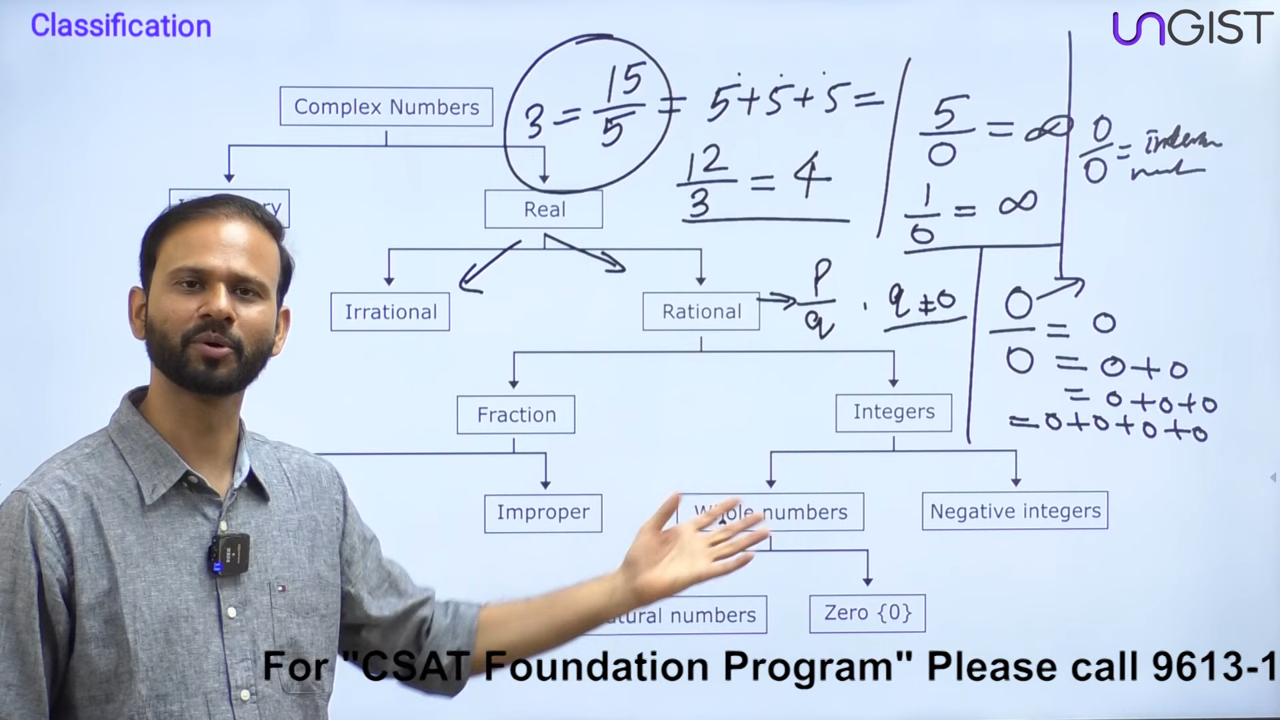 Classification
UNGIST
Complex Numbers
3 = 15/5 = 5+5+5 =
12/3 = 4
5/0 = ∞
1/0 = ∞
0/0 =
Real
Irrational
Rational → p/q . q≠0
0/0 = 0
= 0+0
= 0+0+0
= 0+0+0+0
Fraction
Integers
Improper
Whole numbers
Negative integers
Zero {0}
numbers
For "CSAT Foundation Program" Please call 9613-1